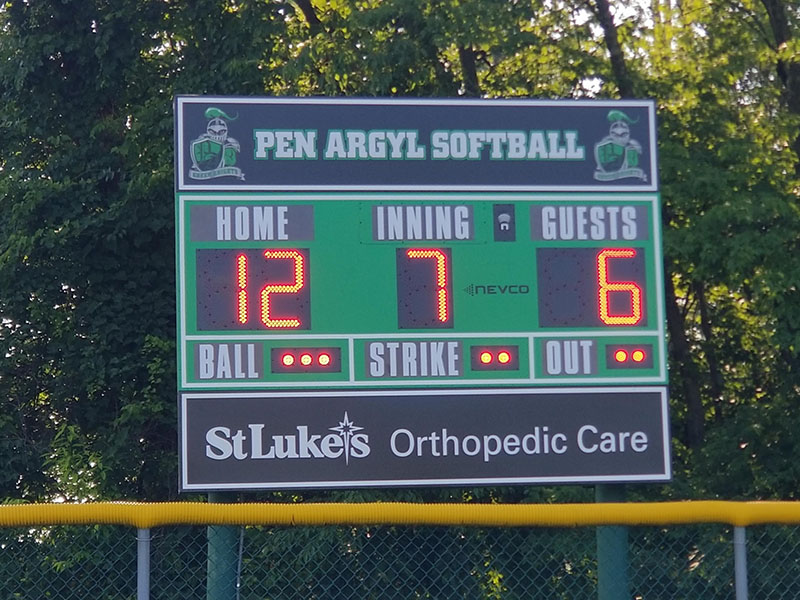 PEN ARGYL SOFTBALL
HOME INNING GUESTS
12 7 6
NEVCO
BALL STRIKE OUT
StLuke's Orthopedic Care